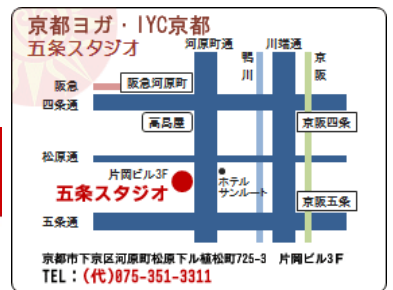 京都ヨガ・IYC京都
五条スタジオ
河原町通
川端通
鴨川
京阪
阪急
阪急河原町
四条通
高島屋
京阪四条
松原通
片岡ビル3F
五条スタジオ
ホテル
サンルート
京阪五条
五条通
京都市下京区河原町松原下ル植松町725-3 片岡ビル3F
TEL：(代)075-351-3311